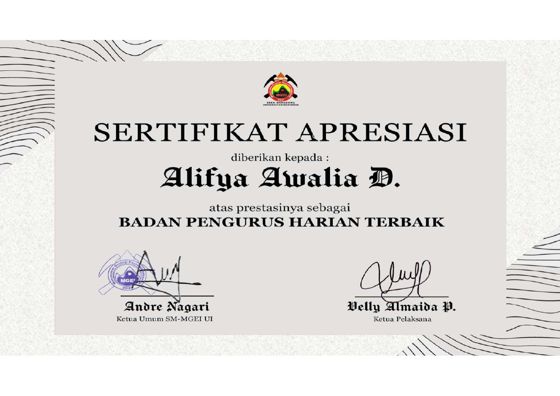 SERTIFIKAT APRESIASI
diberikan kepada :
Alifya Awalia D.
atas prestasinya sebagai
BADAN PENGURUS HARIAN TERBAIK
MGEI
Andre Nagari
Ketua Umum SM-MGEI UI
Velly Almaida P.
Ketua Pelaksana